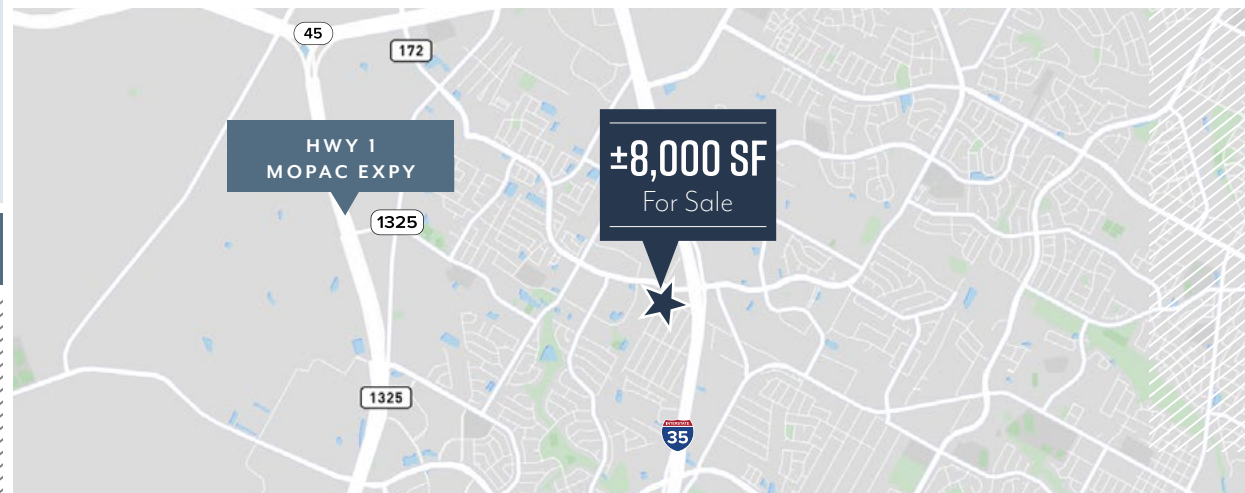 45
172
HWY 1
MOPAC EXPY
±8,000 SF
For Sale
1325
1325
INTERSTATE
35